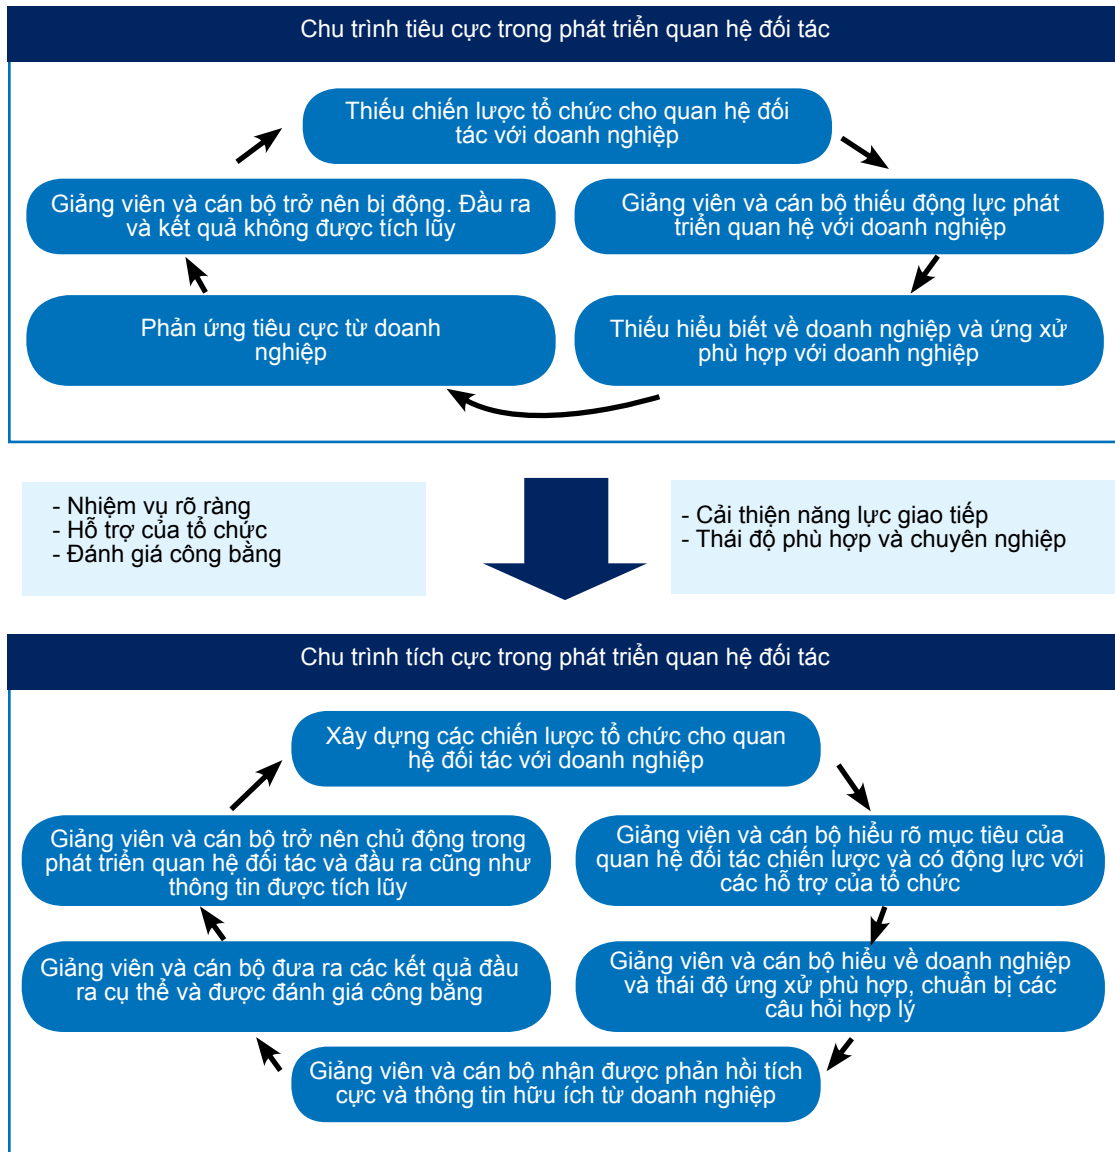 Chu trình tiêu cực trong phát triển quan hệ đối tác
Thiếu chiến lược tổ chức cho quan hệ đối
tác với doanh nghiệp
Giảng viên và cán bộ trở nên bị động. Đầu ra
và kết quả không được tích lũy
Giảng viên và cán bộ thiếu động lực phát
triển quan hệ với doanh nghiệp
Phản ứng tiêu cực từ doanh
nghiệp
Thiếu hiểu biết về doanh nghiệp và ứng xử
phù hợp với doanh nghiệp
- Nhiệm vụ rõ ràng
- Hỗ trợ của tổ chức
- Đánh giá công bằng
- Cải thiện năng lực giao tiếp
- Thái độ phù hợp và chuyên nghiệp
Chu trình tích cực trong phát triển quan hệ đối tác
Xây dựng các chiến lược tổ chức cho quan
hệ đối tác với doanh nghiệp
Giảng viên và cán bộ trở nên chủ động trong
phát triển quan hệ đối tác và đầu ra cũng như
thông tin được tích lũy
Giảng viên và cán bộ hiểu rõ mục tiêu của
quan hệ đối tác chiến lược và có động lực với
các hỗ trợ của tổ chức
Giảng viên và cán bộ đưa ra các kết quả đầu
ra cụ thể và được đánh giá công bằng
Giảng viên và cán bộ hiểu về doanh nghiệp
và thái độ ứng xử phù hợp, chuẩn bị các
câu hỏi hợp lý
Giảng viên và cán bộ nhận được phản hồi tích
cực và thông tin hữu ích từ doanh nghiệp